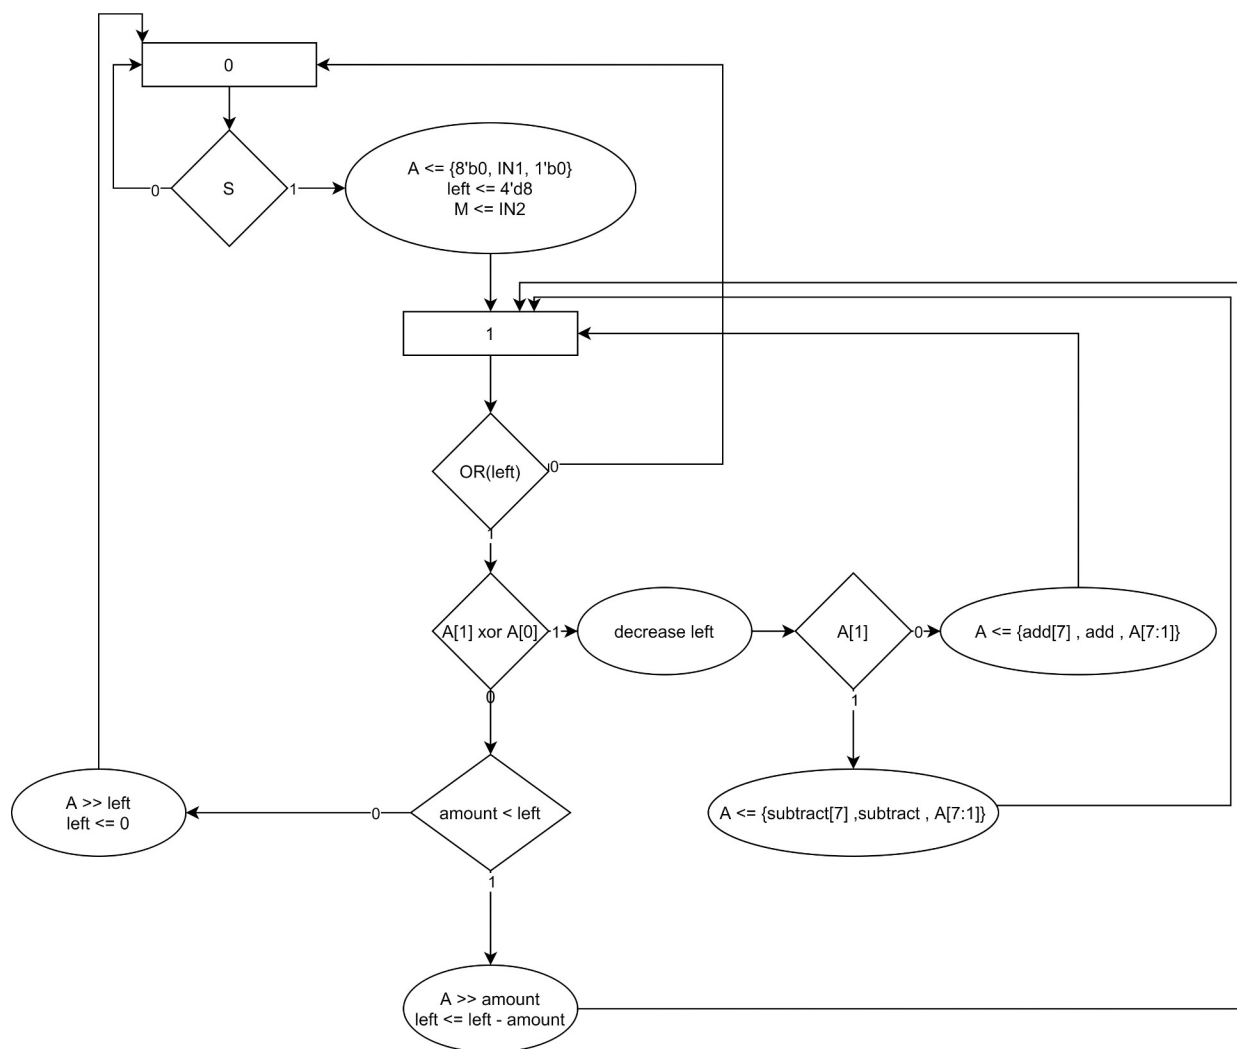 0
S
0
1
A <= {8'b0, IN1, 1'b0}
left <= 4'd8
M <= IN2
1
OR(left)
0
1
A[1] xor A[0]
1
decrease left
A[1]
0
A <= {add[7] , add , A[7:1]}
0
1
A >> left
left <= 0
0
amount < left
A <= {subtract[7] ,subtract , A[7:1]}
1
A >> amount
left <= left - amount